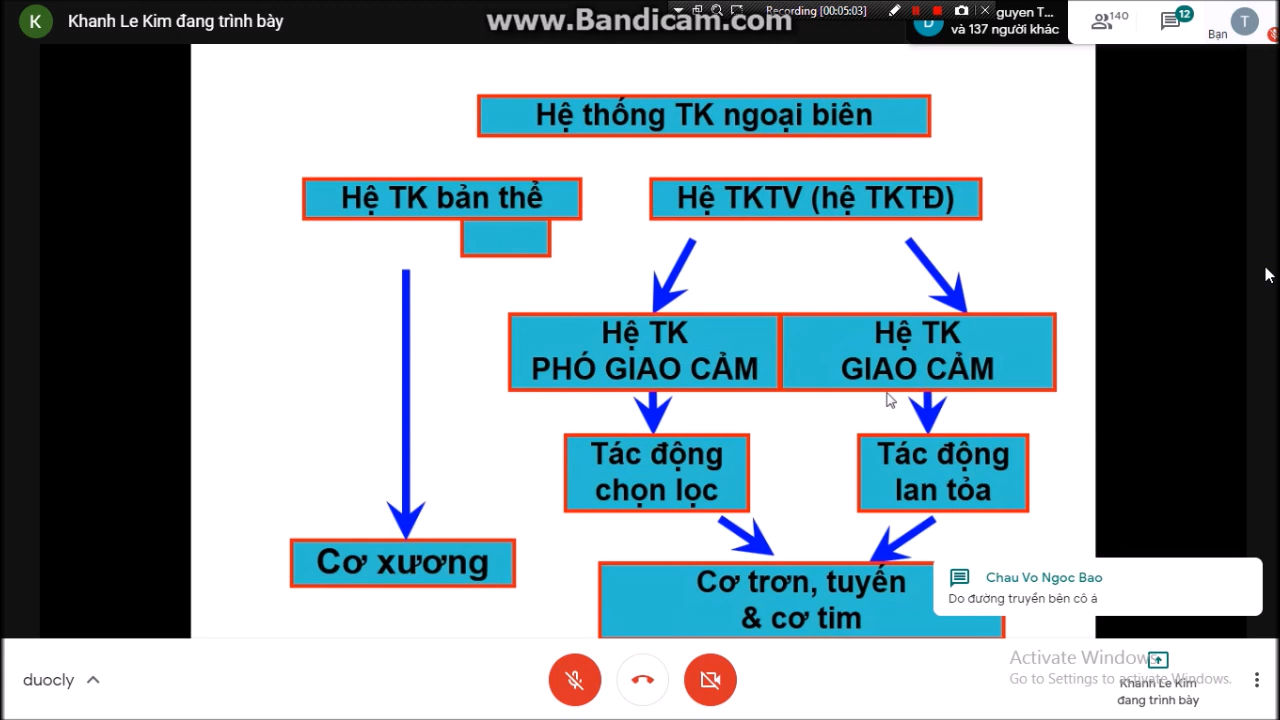 K
Khanh Le Kim đang trình bày
www.Bandicam.com
Recording [00:05:03]
guyen T...
D
và 137 người khác
140
12
Bạn
T
Hệ thống TK ngoại biên
Hệ TK bản thể
Hệ TKTV (hệ TKTĐ)
Hệ TK
PHÓ GIAO CẢM
Hệ TK
GIAO CẢM
Tác động
chọn lọc
Tác động
lan tỏa
Cơ xương
Cơ trơn, tuyến
& cơ tim
Chau Vo Ngoc Bao
Do đường truyền bên cô á
duocly
Activate Windows
Go to Settings to activate Windows.
Khanh Le Kim
đang trình bày